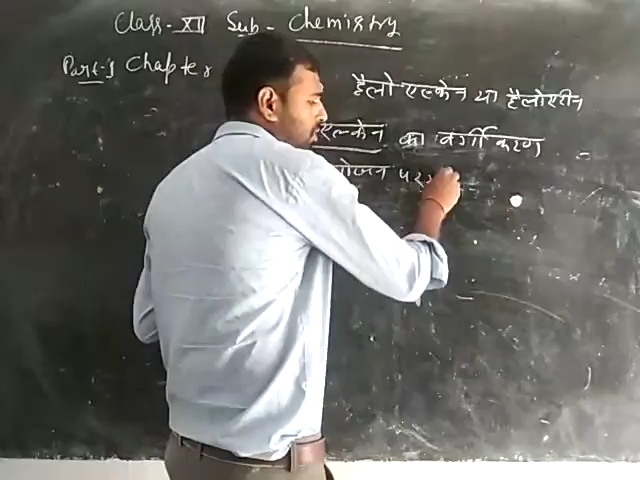 Class-XII Sub- Chemistry
Part-1 Chapter
हैलो एल्केन या हैलोएरीन
एल्केन का वर्गीकरण